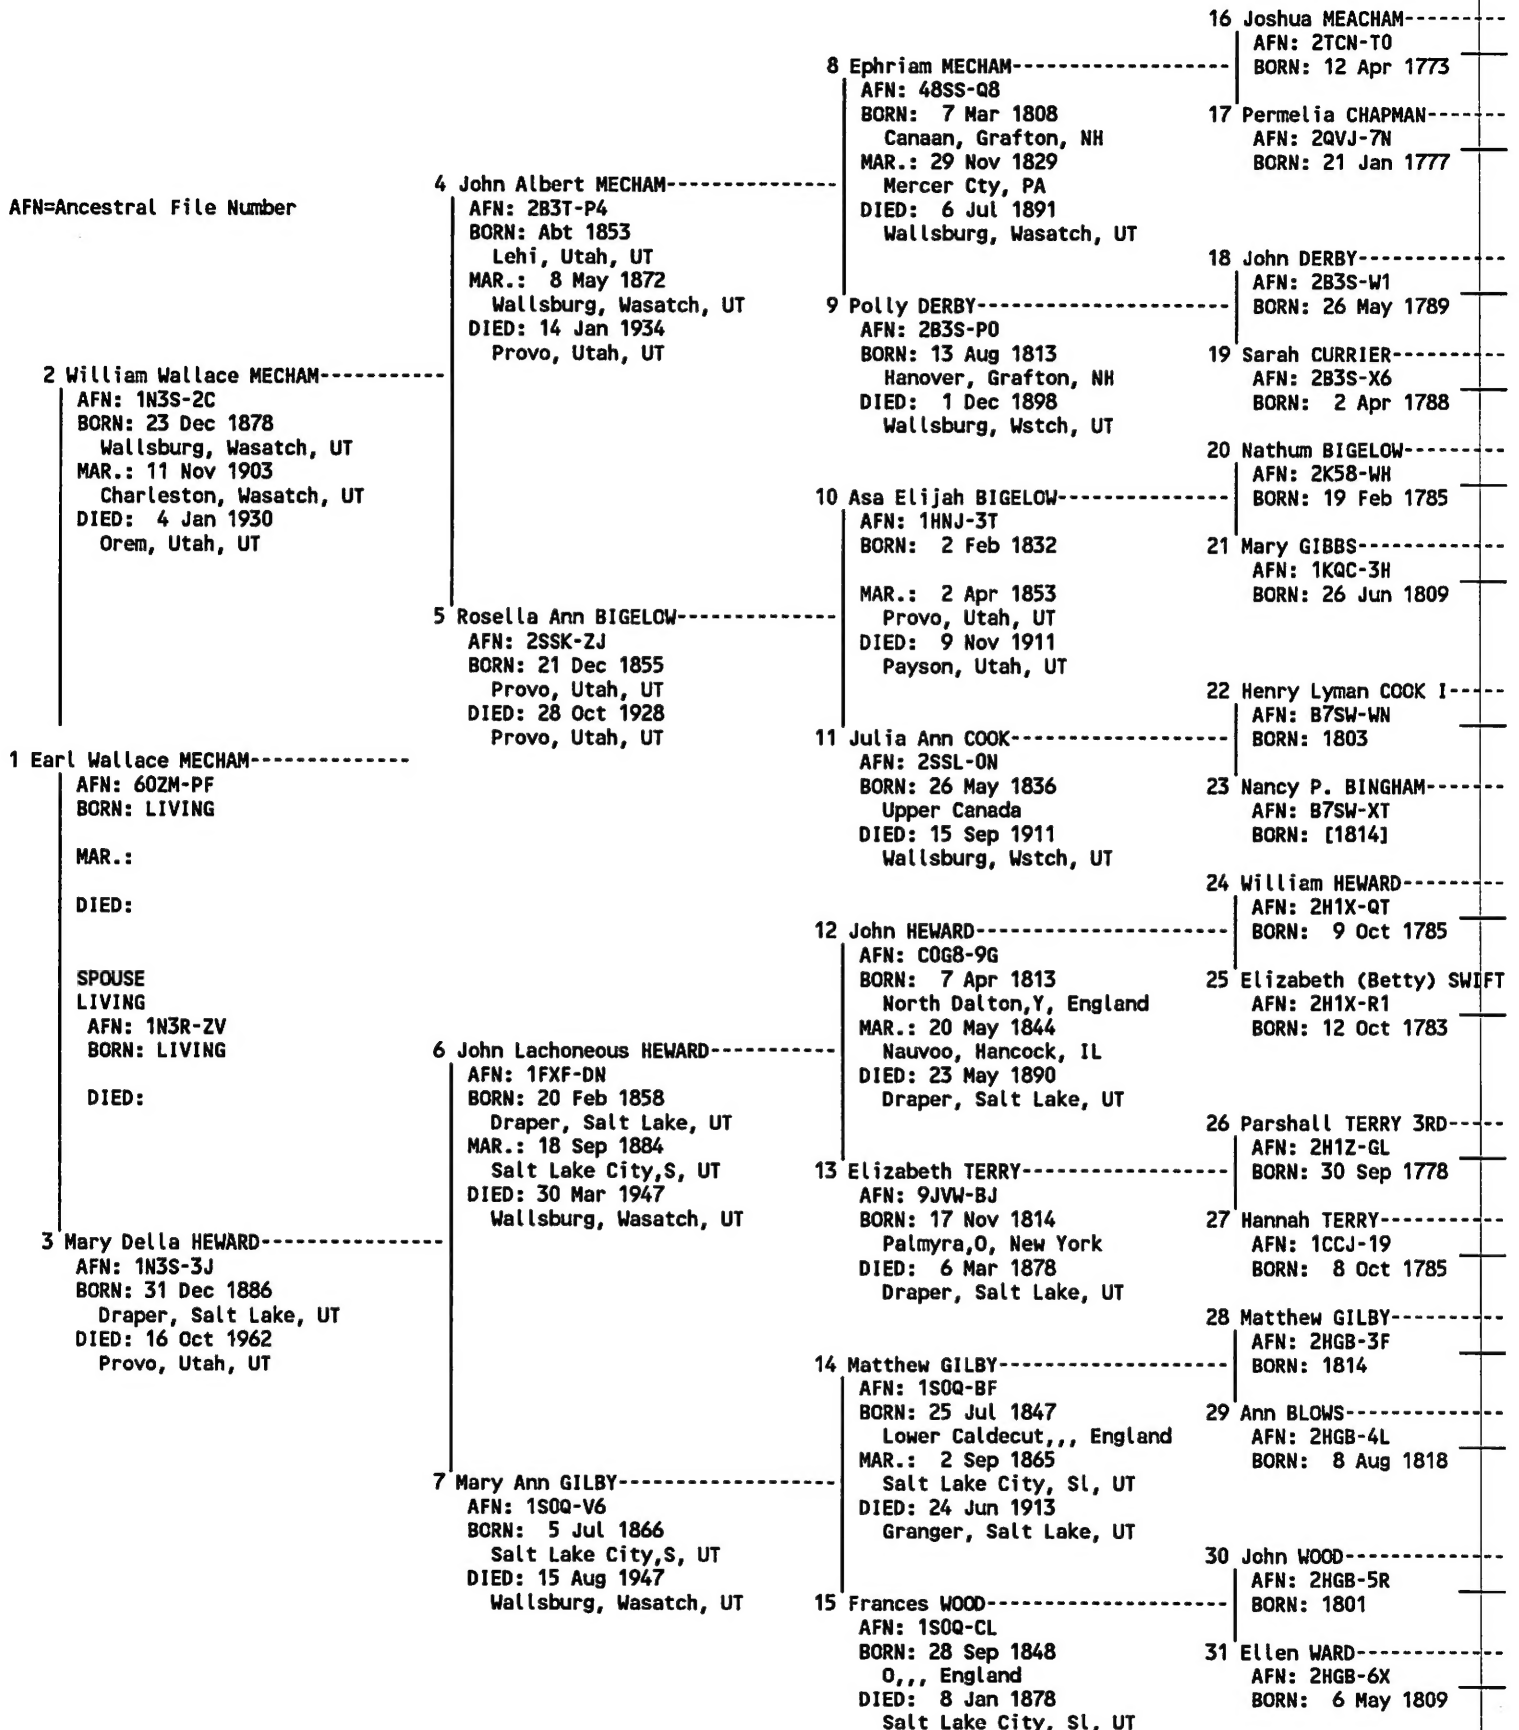 AFN=Ancestral File Number
1 Earl Wallace MECHAM--------------
AFN: 60ZM-PF
BORN: LIVING
MAR.:
DIED:
SPOUSE
LIVING
AFN: 1N3R-ZV
BORN: LIVING
DIED:
2 William Wallace MECHAM-----------
AFN: 1N3S-2C
BORN: 23 Dec 1878
Wallsburg, Wasatch, UT
MAR.: 11 Nov 1903
Charleston, Wasatch, UT
DIED:  4 Jan 1930
Orem, Utah, UT
3 Mary Della HEWARD----------------
AFN: 1N3S-3J
BORN: 31 Dec 1886
Draper, Salt Lake, UT
DIED: 16 Oct 1962
Provo, Utah, UT
4 John Albert MECHAM---------------
AFN: 2B3T-P4
BORN: Abt 1853
Lehi, Utah, UT
MAR.:  8 May 1872
Wallsburg, Wasatch, UT
DIED: 14 Jan 1934
Provo, Utah, UT
5 Rosella Ann BIGELOW--------------
AFN: 2SSK-ZJ
BORN: 21 Dec 1855
Provo, Utah, UT
DIED: 28 Oct 1928
Provo, Utah, UT
6 John Lachoneous HEWARD-----------
AFN: 1FXF-DN
BORN: 20 Feb 1858
Draper, Salt Lake, UT
MAR.: 18 Sep 1884
Salt Lake City,S, UT
DIED: 30 Mar 1947
Wallsburg, Wasatch, UT
7 Mary Ann GILBY-------------------
AFN: 1S0Q-V6
BORN:  5 Jul 1866
Salt Lake City,S, UT
DIED: 15 Aug 1947
Wallsburg, Wasatch, UT
8 Ephriam MECHAM-------------------
AFN: 48SS-Q8
BORN:  7 Mar 1808
Canaan, Grafton, NH
MAR.: 29 Nov 1829
Mercer Cty, PA
DIED:  6 Jul 1891
Wallsburg, Wasatch, UT
9 Polly DERBY----------------------
AFN: 2B3S-P0
BORN: 13 Aug 1813
Hanover, Grafton, NH
DIED:  1 Dec 1898
Wallsburg, Wstch, UT
10 Asa Elijah BIGELOW---------------
AFN: 1HNJ-3T
BORN:  2 Feb 1832
MAR.:  2 Apr 1853
Provo, Utah, UT
DIED:  9 Nov 1911
Payson, Utah, UT
11 Julia Ann COOK-------------------
AFN: 2SSL-0N
BORN: 26 May 1836
Upper Canada
DIED: 15 Sep 1911
Wallsburg, Wstch, UT
12 John HEWARD----------------------
AFN: C0G8-9G
BORN:  7 Apr 1813
North Dalton,Y, England
MAR.: 20 May 1844
Nauvoo, Hancock, IL
DIED: 23 May 1890
Draper, Salt Lake, UT
13 Elizabeth TERRY------------------
AFN: 9JVW-BJ
BORN: 17 Nov 1814
Palmyra,O, New York
DIED:  6 Mar 1878
Draper, Salt Lake, UT
14 Matthew GILBY--------------------
AFN: 1S0Q-BF
BORN: 25 Jul 1847
Lower Caldecut,,, England
MAR.:  2 Sep 1865
Salt Lake City, Sl, UT
DIED: 24 Jun 1913
Granger, Salt Lake, UT
15 Frances WOOD---------------------
AFN: 1S0Q-CL
BORN: 28 Sep 1848
O,,, England
DIED:  8 Jan 1878
Salt Lake City, Sl, UT
16 Joshua MEACHAM---------
AFN: 2TCN-T0
BORN: 12 Apr 1773
17 Permelia CHAPMAN-------
AFN: 2QVJ-7N
BORN: 21 Jan 1777
18 John DERBY-------------
AFN: 2B3S-W1
BORN: 26 May 1789
19 Sarah CURRIER----------
AFN: 2B3S-X6
BORN:  2 Apr 1788
20 Nathum BIGELOW---------
AFN: 2K58-WH
BORN: 19 Feb 1785
21 Mary GIBBS-------------
AFN: 1KQC-3H
BORN: 26 Jun 1809
22 Henry Lyman COOK I-----
AFN: B7SW-WN
BORN: 1803
23 Nancy P. BINGHAM-------
AFN: B7SW-XT
BORN: [1814]
24 William HEWARD---------
AFN: 2H1X-QT
BORN:  9 Oct 1785
25 Elizabeth (Betty) SWIFT
AFN: 2H1X-R1
BORN: 12 Oct 1783
26 Parshall TERRY 3RD-----
AFN: 2H1Z-GL
BORN: 30 Sep 1778
27 Hannah TERRY-----------
AFN: 1CCJ-19
BORN:  8 Oct 1785
28 Matthew GILBY----------
AFN: 2HGB-3F
BORN: 1814
29 Ann BLOWS--------------
AFN: 2HGB-4L
BORN:  8 Aug 1818
30 John WOOD--------------
AFN: 2HGB-5R
BORN: 1801
31 Ellen WARD-------------
AFN: 2HGB-6X
BORN:  6 May 1809